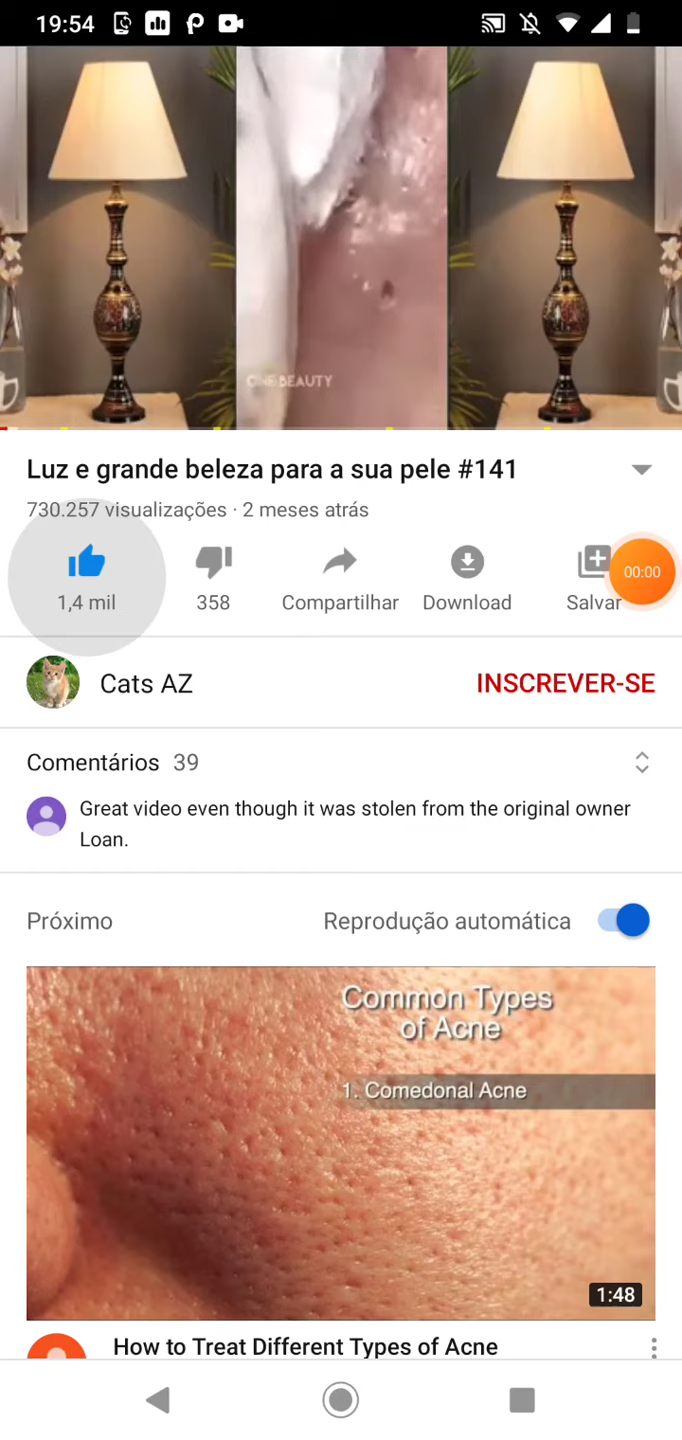 19:54
ONE BEAUTY
Luz e grande beleza para a sua pele #141
730.257 visualizações · 2 meses atrás
1,4 mil
358
Compartilhar
Download
Salvar
00:00
Cats AZ
INSCREVER-SE
Comentários 39
Great video even though it was stolen from the original owner
Loan.
Próximo
Reprodução automática
Common Types
of Acne
1. Comedonal Acne
1:48
How to Treat Different Types of Acne